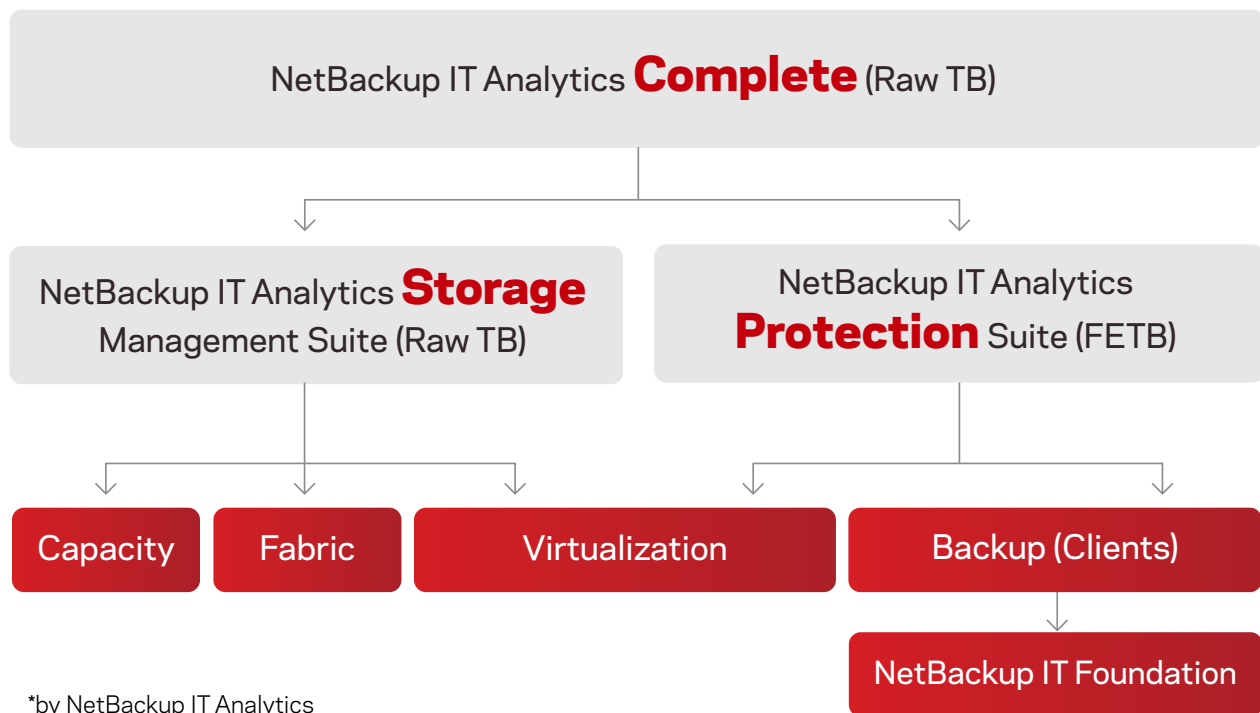 NetBackup IT Analytics Complete (Raw TB)
NetBackup IT Analytics Storage
Management Suite (Raw TB)
NetBackup IT Analytics
Protection Suite (FETB)
Capacity
Fabric
Virtualization
Backup (Clients)
NetBackup IT Foundation
*by NetBackup IT Analytics